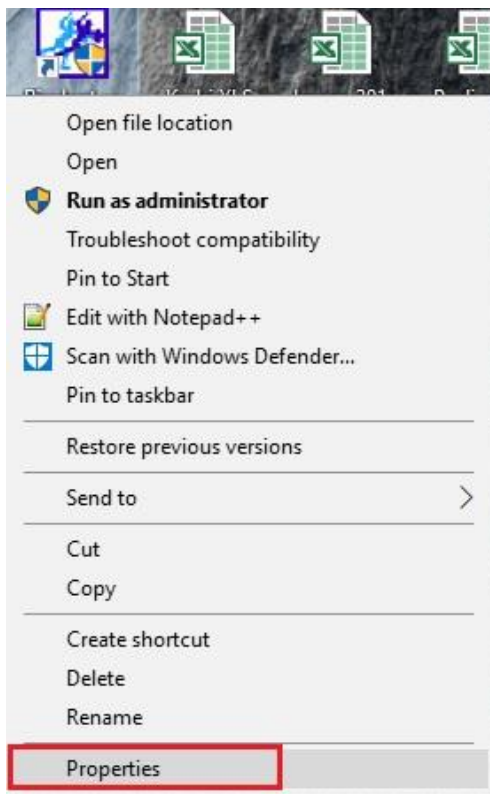 Open file location
Open
Run as administrator
Troubleshoot compatibility
Pin to Start
Edit with Notepad++
Scan with Windows Defender...
Pin to taskbar
Restore previous versions
Send to
Cut
Copy
Create shortcut
Delete
Rename
Properties